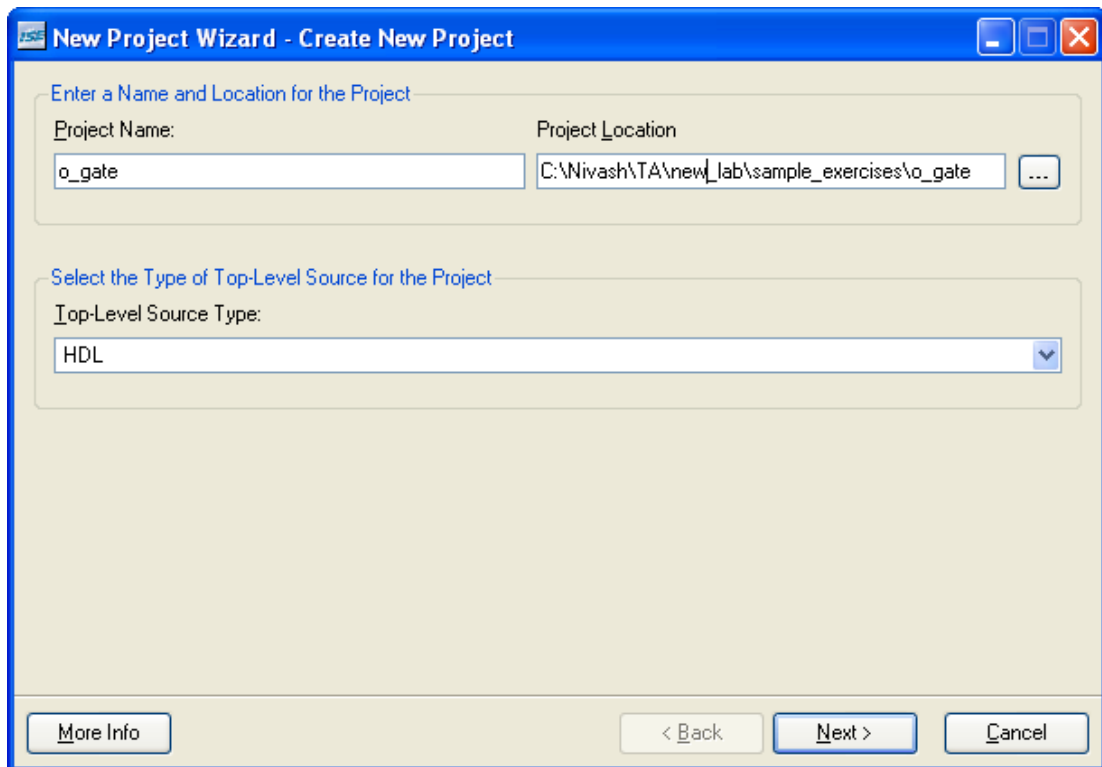 ISE New Project Wizard - Create New Project
Enter a Name and Location for the Project
Project Name: Project Location
o_gate C:\Nivash\TA\new_lab\sample_exercises\o_gate ...
Select the Type of Top-Level Source for the Project
Top-Level Source Type:
HDL
More Info < Back Next > Cancel